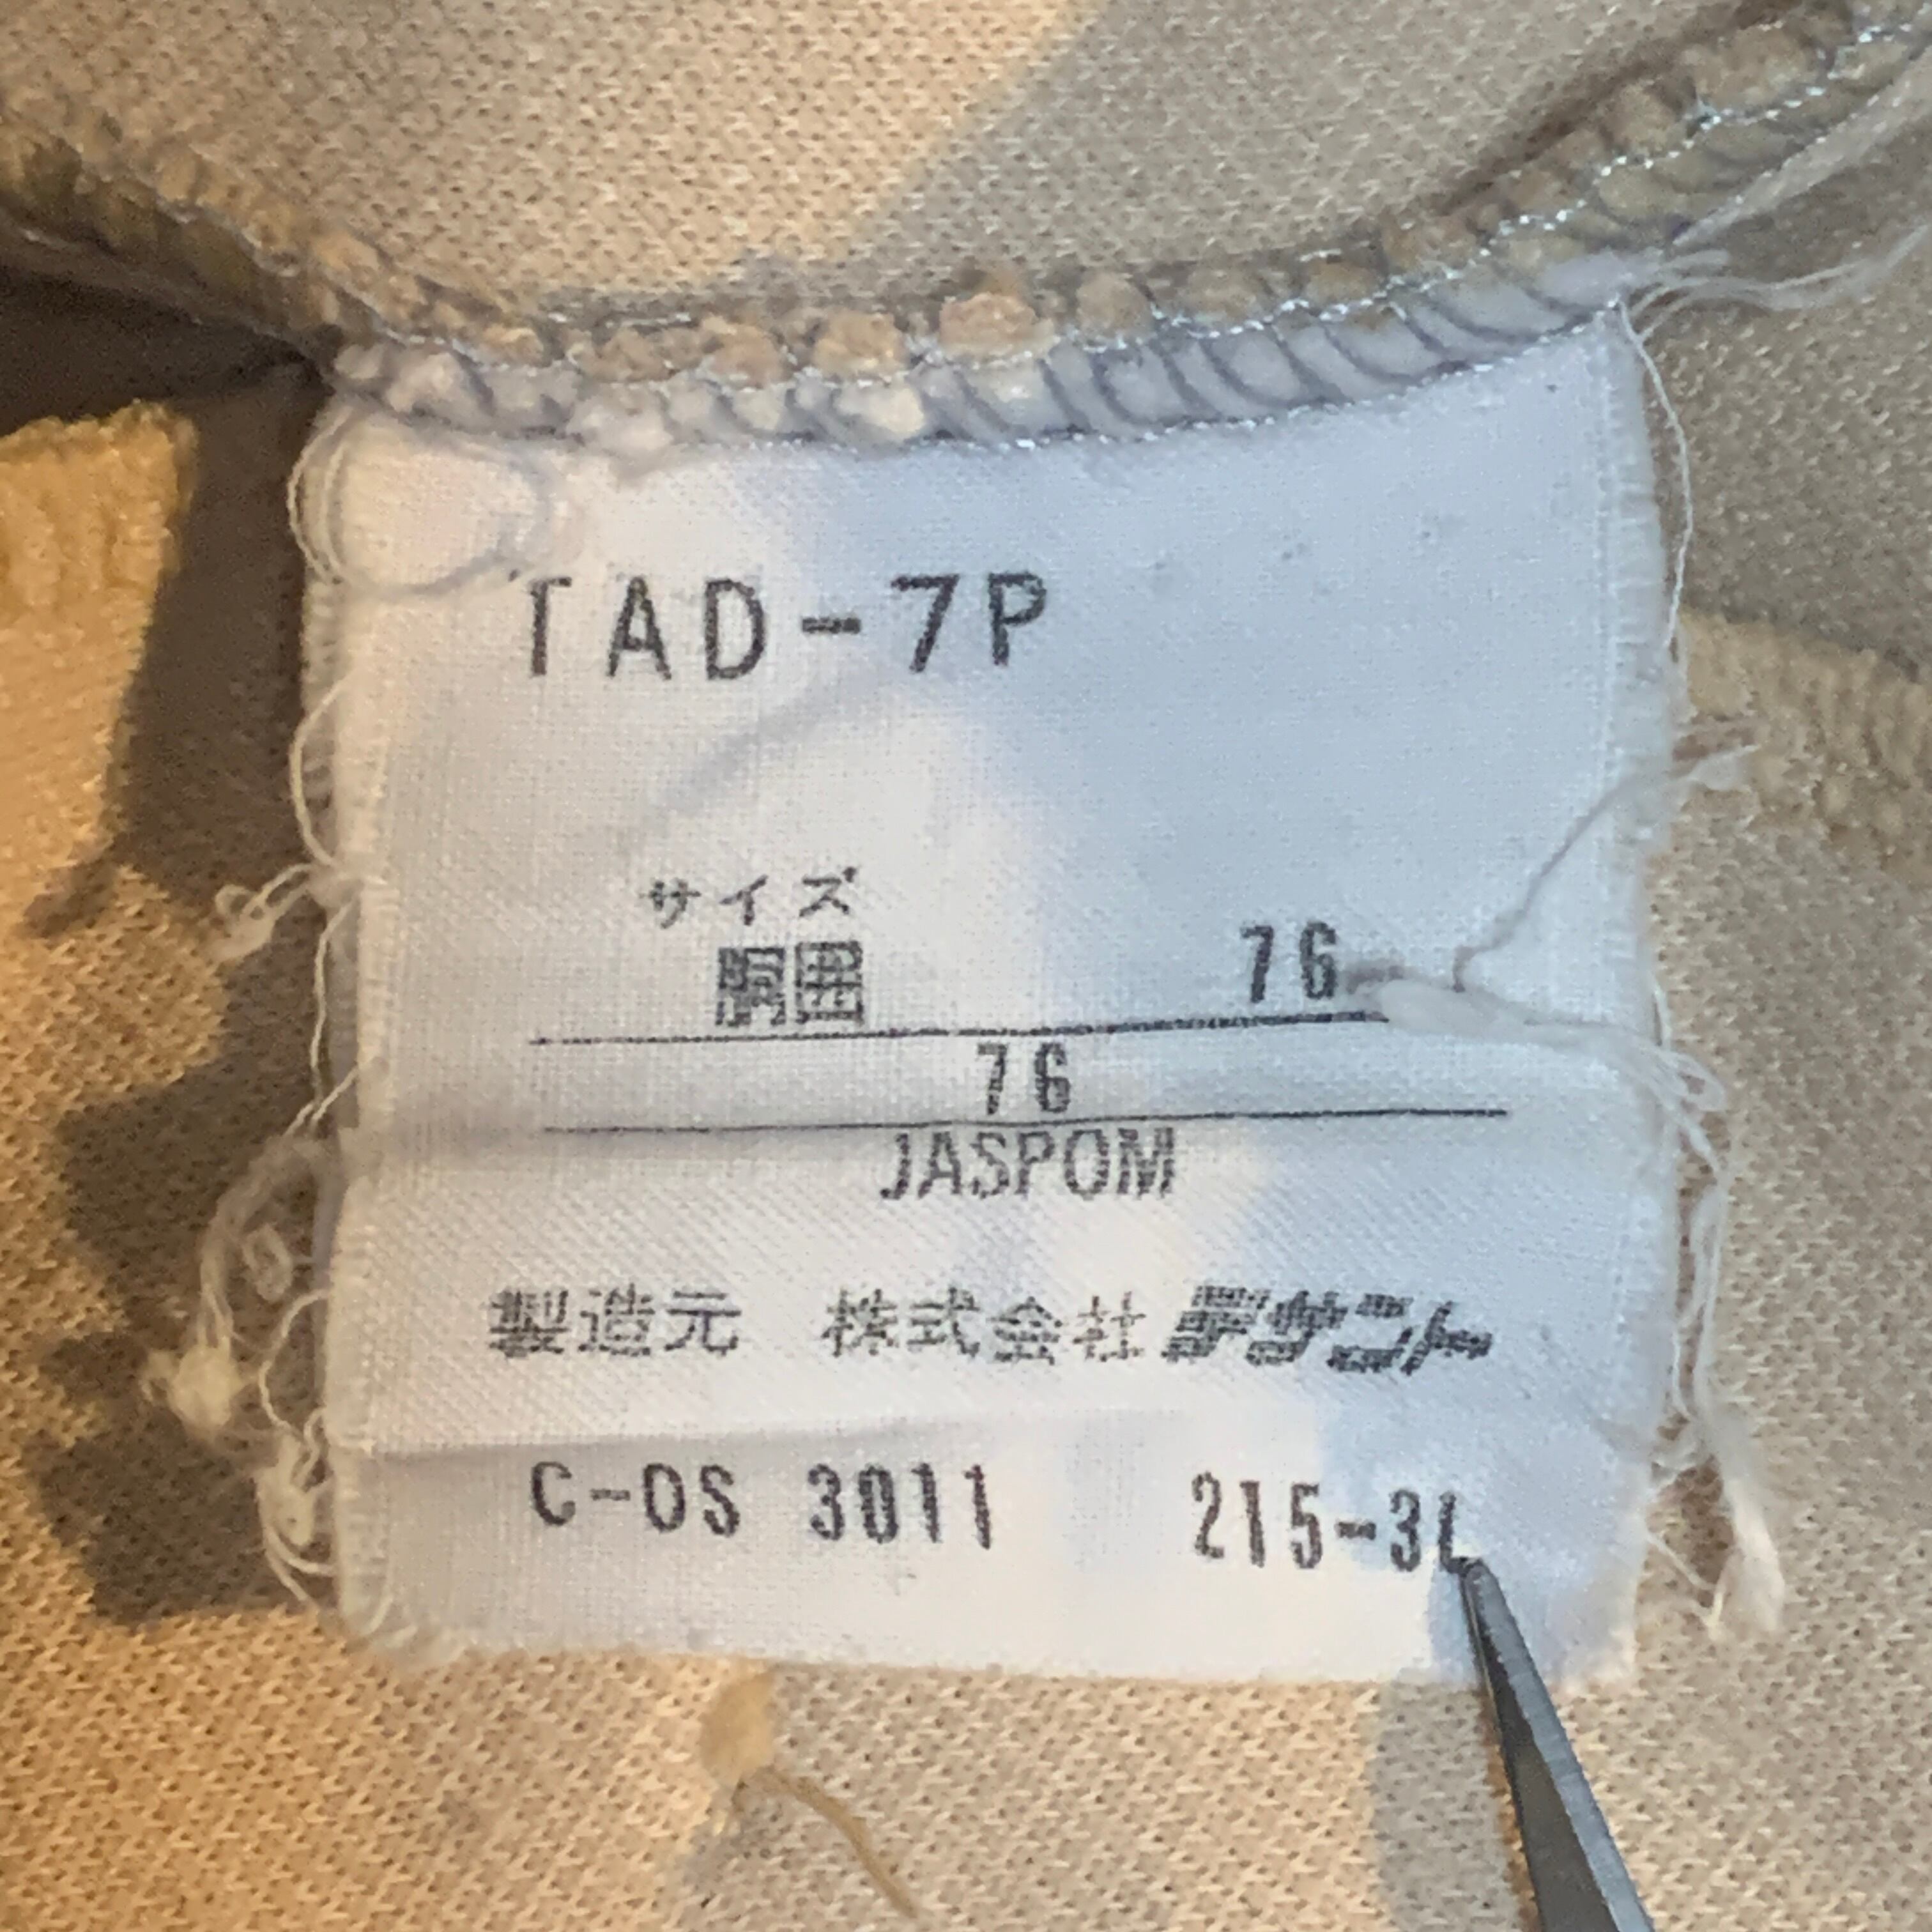 TAD-7P
サイズ
胴囲 76
76
JASPOM
製造元 株式会社デサント
C-OS 3011 215-3L